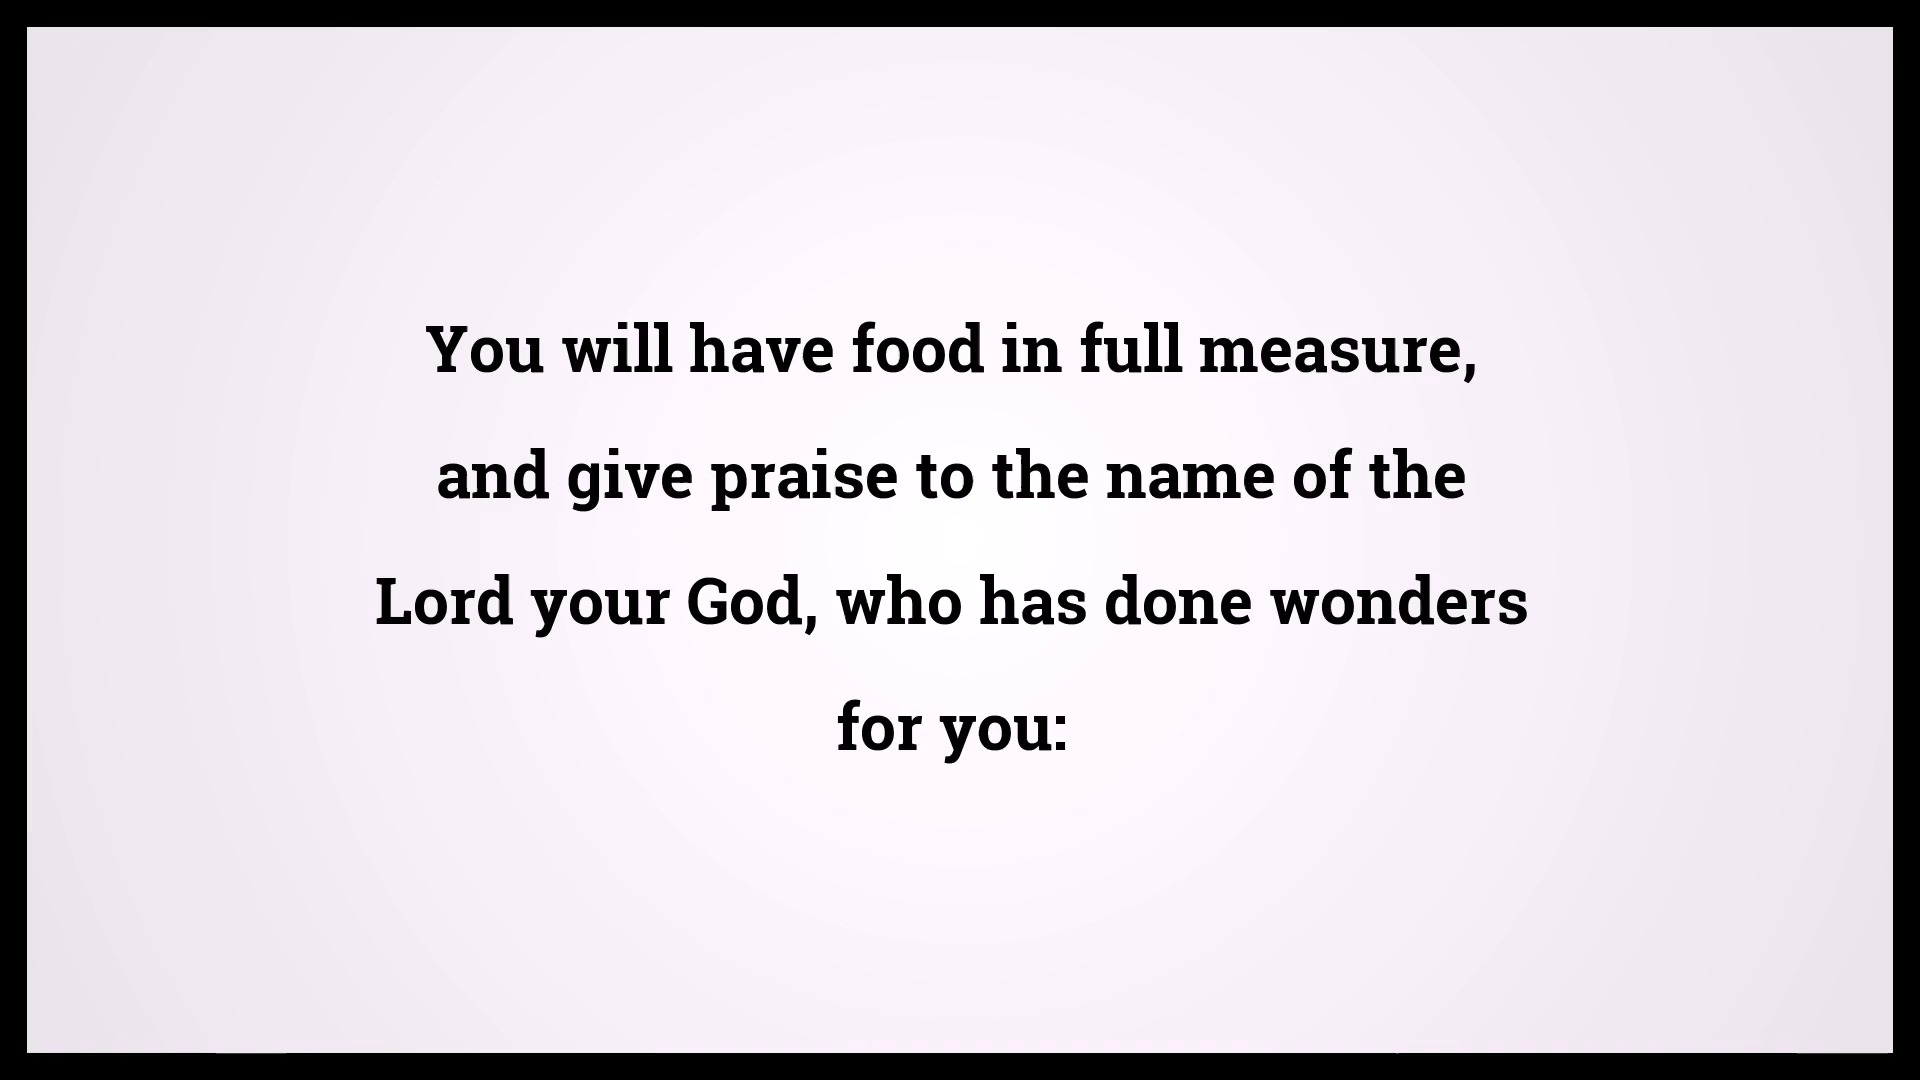 You will have food in full measure,
and give praise to the name of the
Lord your God, who has done wonders
for you: